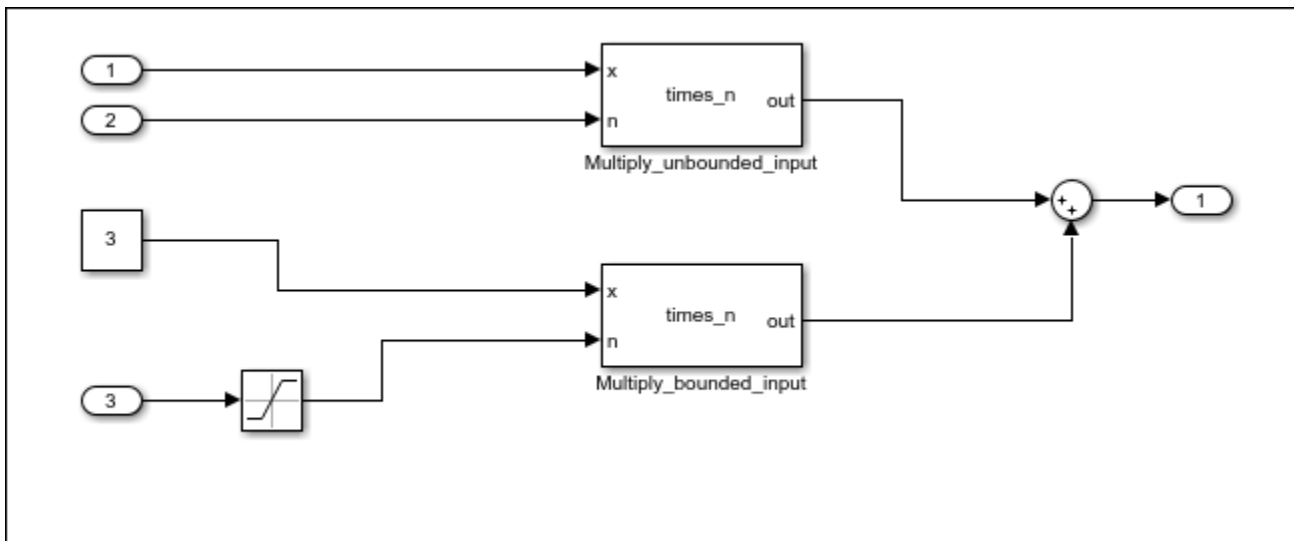 1
2
x
times_n
n
out
Multiply_unbounded_input
3
x
times_n
n
out
Multiply_bounded_input
3
+
+
1